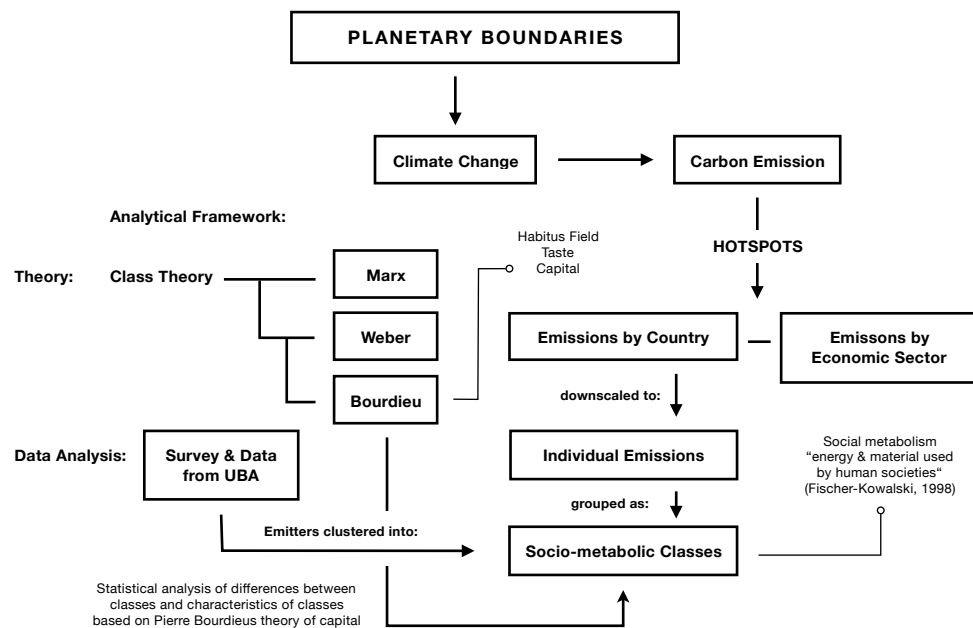 PLANETARY BOUNDARIES
Climate Change
Carbon Emission
Analytical Framework:
Habitus Field
Taste
Capital
HOTSPOTS
Theory:
Class Theory
Marx
Weber
Bourdieu
Emissions by Country
Emissons by
Economic Sector
downscaled to:
Data Analysis:
Survey & Data
from UBA
Individual Emissions
Social metabolism
“energy & material used
by human societies“
(Fischer-Kowalski, 1998)
grouped as:
Emitters clustered into:
Socio-metabolic Classes
Statistical analysis of differences between
classes and characteristics of classes
based on Pierre Bourdieus theory of capital